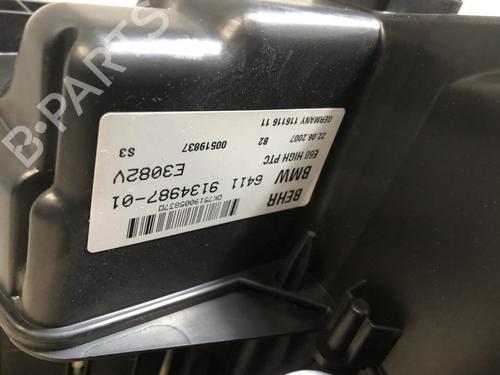 BEHR
BMW 6411 9134987-01
E60 HIGH PTC E3082V
22.06.2007 B2 00519837 S3
GERMANY 116116 11
B-PARTS